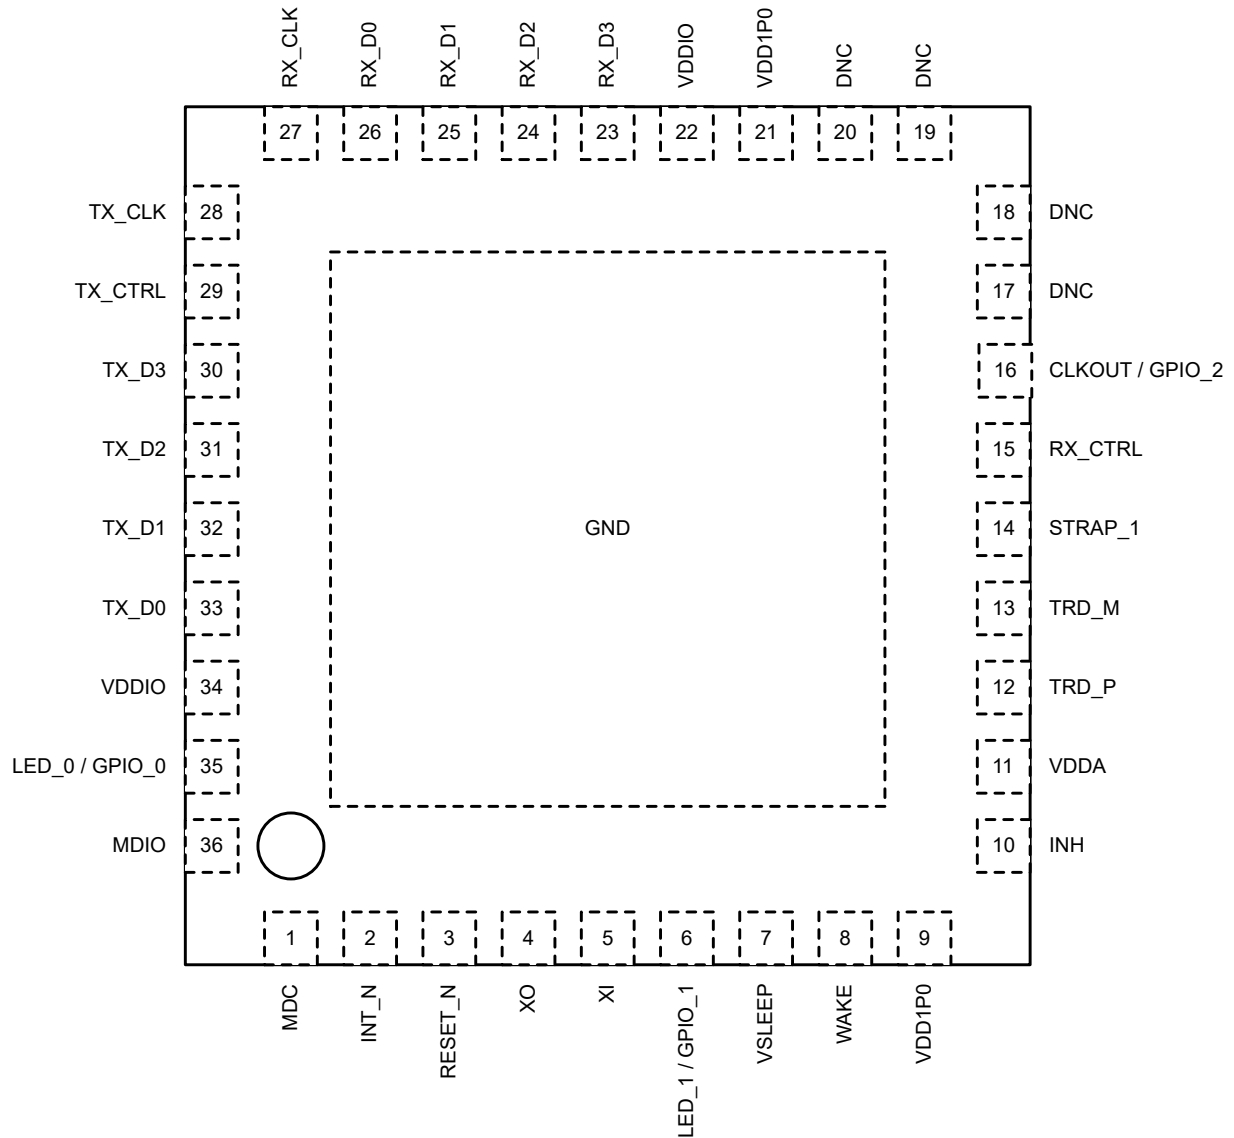 RX_CLK
RX_D0
RX_D1
RX_D2
RX_D3
VDDIO
VDD1P0
DNC
DNC
27 26 25 24 23 22 21 20 19
TX_CLK 28 18 DNC
TX_CTRL 29 17 DNC
TX_D3 30 16 CLKOUT / GPIO_2
TX_D2 31 15 RX_CTRL
TX_D1 32 GND 14 STRAP_1
TX_D0 33 13 TRD_M
VDDIO 34 12 TRD_P
LED_0 / GPIO_0 35 11 VDDA
MDIO 36 10 INH
1 2 3 4 5 6 7 8 9
MDC
INT_N
RESET_N
XO
XI
LED_1 / GPIO_1
VSLEEP
WAKE
VDD1P0